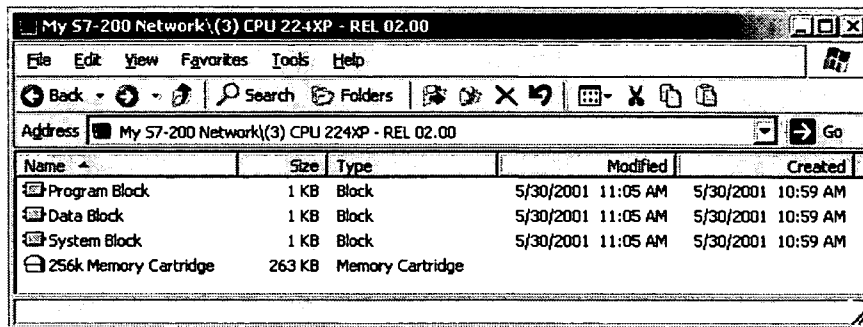 My S7-200 Network\(3) CPU 224XP - REL 02.00
File Edit View Favorites Tools Help
Back Search Folders
Address My S7-200 Network\(3) CPU 224XP - REL 02.00 Go
Name Size Type Modified Created
Program Block 1 KB Block 5/30/2001 11:05 AM 5/30/2001 10:59 AM
Data Block 1 KB Block 5/30/2001 11:05 AM 5/30/2001 10:59 AM
System Block 1 KB Block 5/30/2001 11:05 AM 5/30/2001 10:59 AM
256k Memory Cartridge 263 KB Memory Cartridge